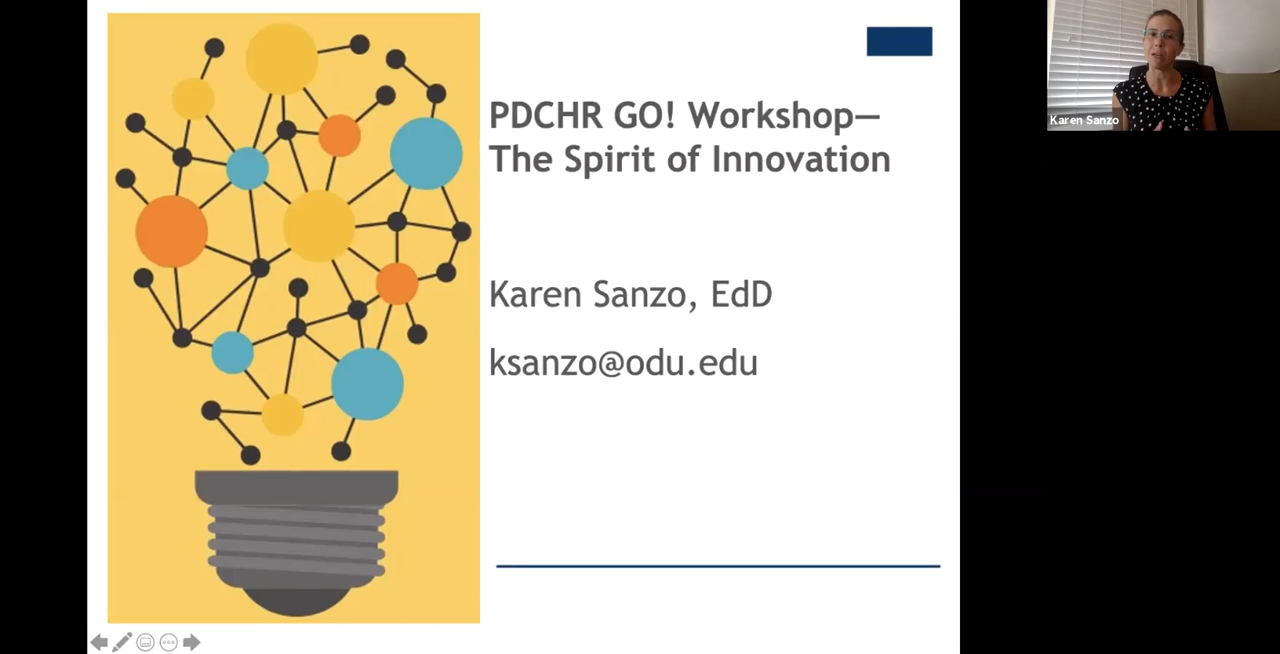 PDCHR GO! Workshop—
The Spirit of Innovation
Karen Sanzo, EdD
ksanzo@odu.edu
Karen Sanzo